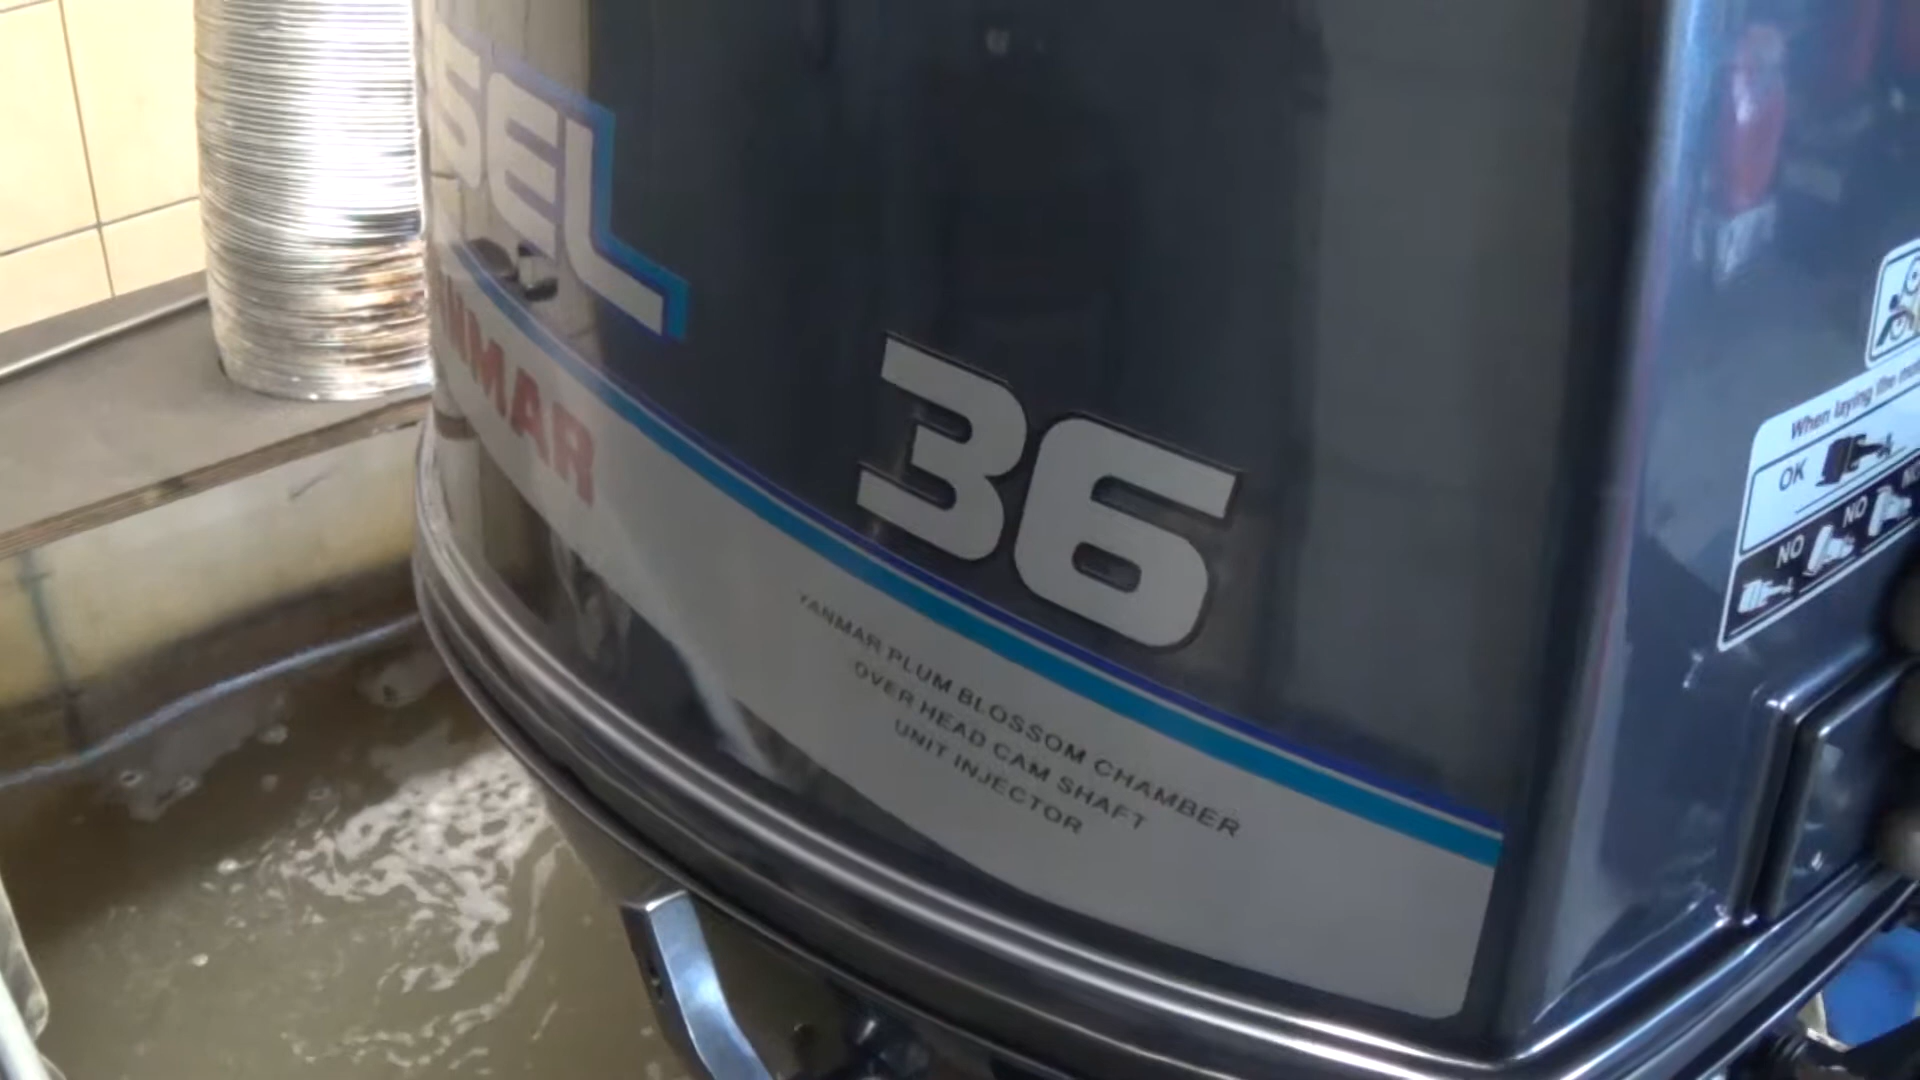 SEL
NMAR
36
YANMAR PLUM BLOSSOM CHAMBER
OVER HEAD CAM SHAFT
UNIT INJECTOR
When laying the
OK
NO
NO
NO